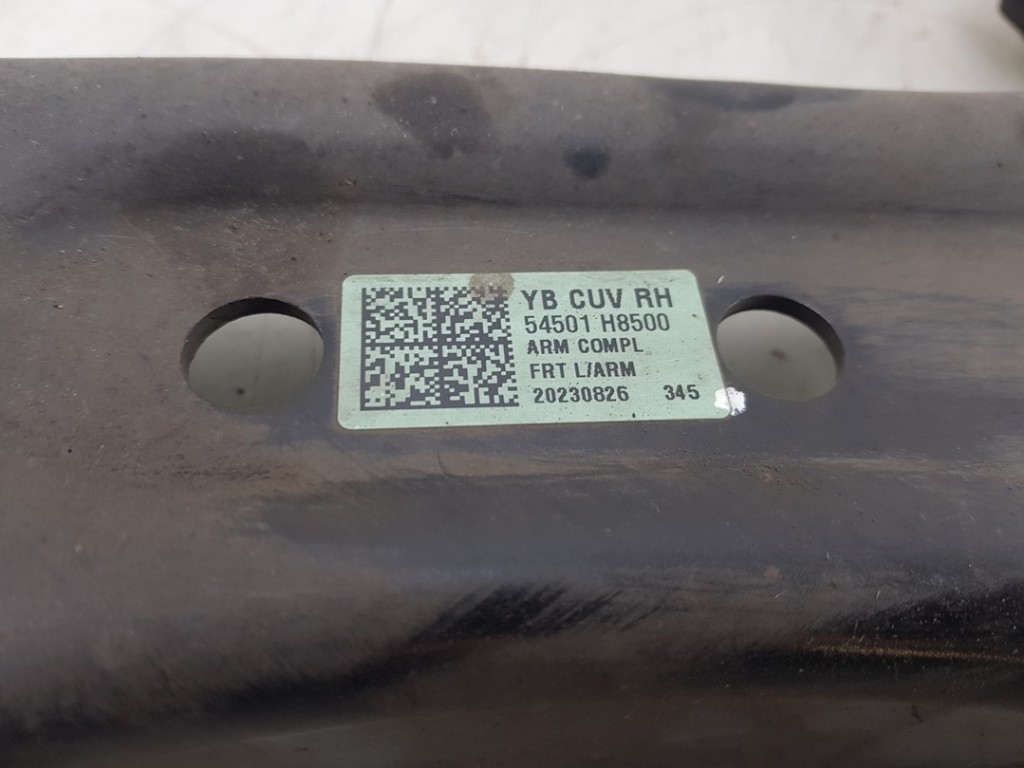 YB CUV RH
54501 H8500
ARM COMPL
FRT L/ARM
20230826 345